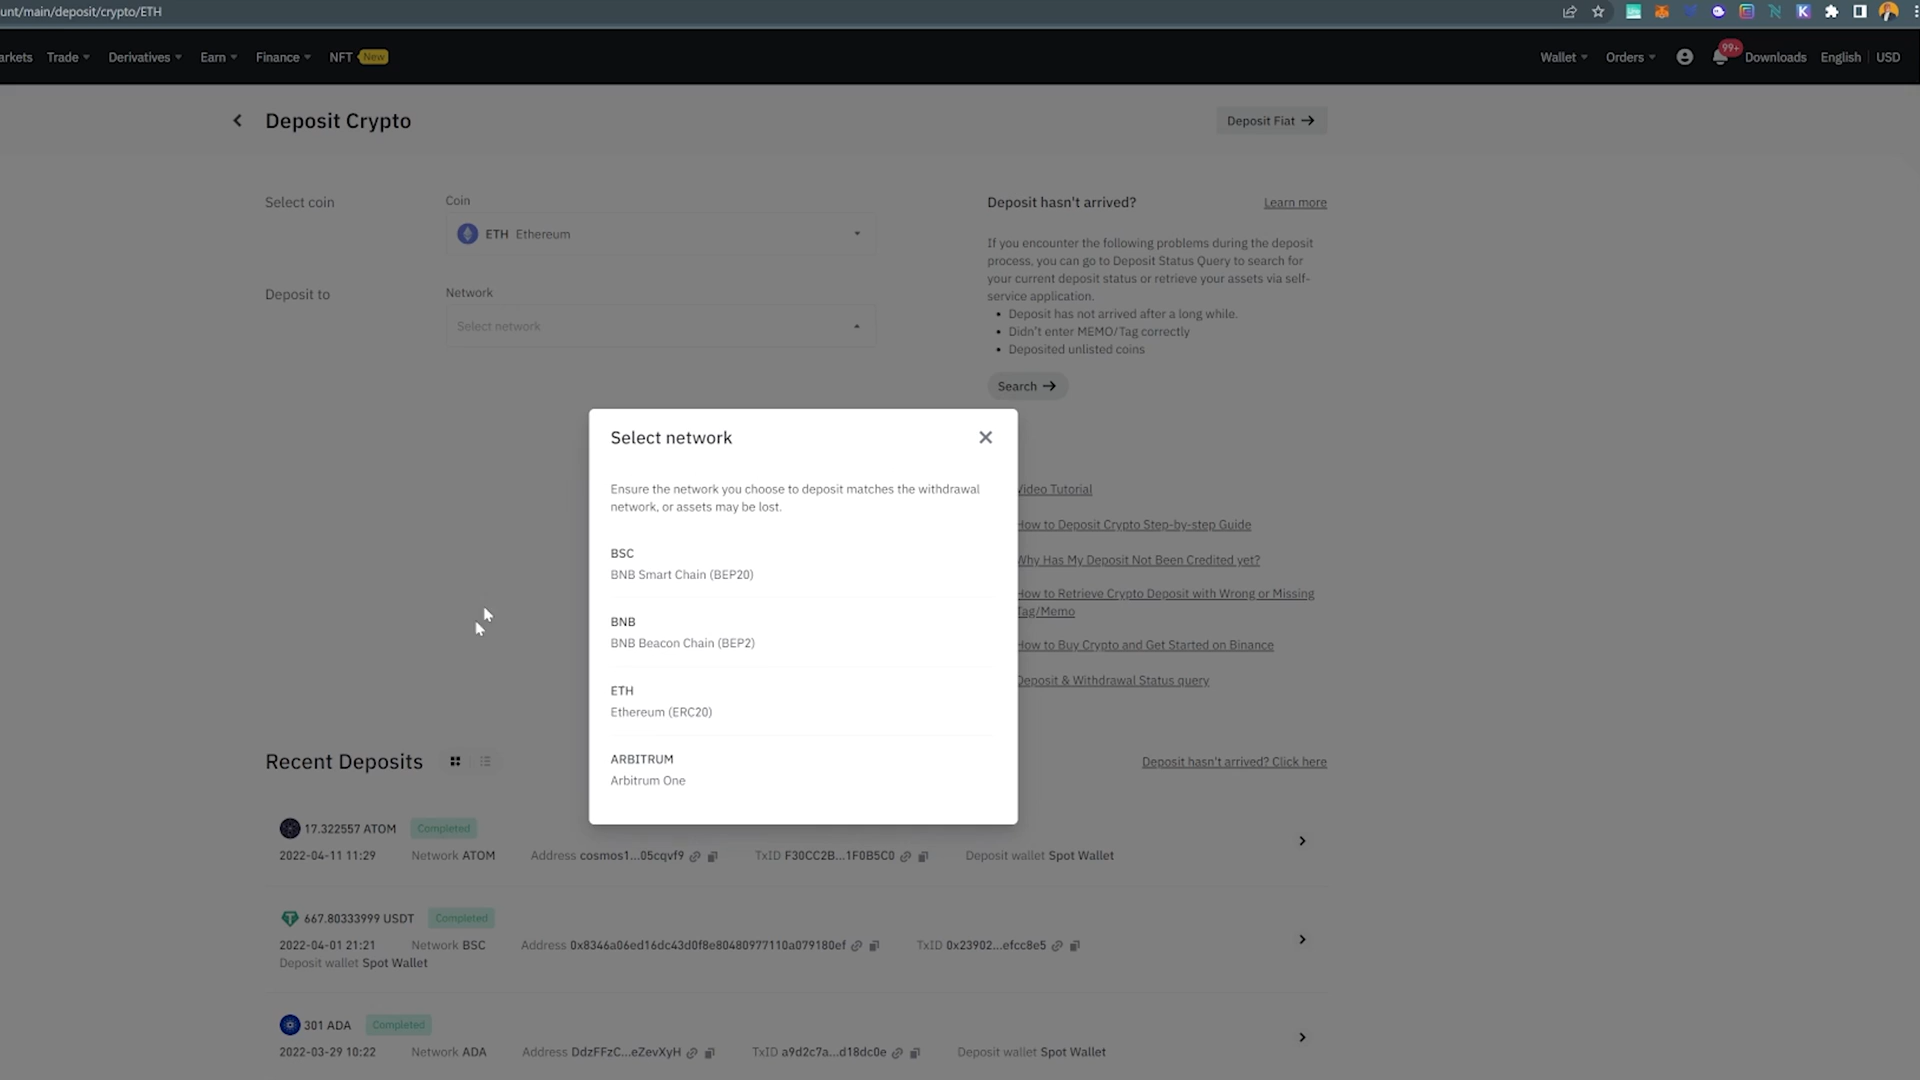 unt/main/deposit/crypto/ETH
arkets Trade Derivatives Earn Finance NFT New Wallet Orders 99+ Downloads English USD
Deposit Crypto
Deposit Fiat
Select coin
Coin
ETH Ethereum
Deposit to
Network
Select network
Deposit hasn't arrived? Learn more
If you encounter the following problems during the deposit
process, you can go to Deposit Status Query to search for
your current deposit status or retrieve your assets via self-
service application.
• Deposit has not arrived after a long while.
• Didn't enter MEMO/Tag correctly
• Deposited unlisted coins
Search
Select network
Ensure the network you choose to deposit matches the withdrawal
network, or assets may be lost.
BSC
BNB Smart Chain (BEP20)
BNB
BNB Beacon Chain (BEP2)
ETH
Ethereum (ERC20)
ARBITRUM
Arbitrum One
Video Tutorial
How to Deposit Crypto Step-by-step Guide
Why Has My Deposit Not Been Credited yet?
How to Retrieve Crypto Deposit with Wrong or Missing
Tag/Memo
How to Buy Crypto and Get Started on Binance
Deposit & Withdrawal Status query
Recent Deposits
Deposit hasn't arrived? Click here
17.322557 ATOM Completed
2022-04-11 11:29 Network ATOM Address cosmos1...05cqvf9 TxID F30CC2B...1F0B5C0 Deposit wallet Spot Wallet
667.80333999 USDT Completed
2022-04-01 21:21 Network BSC Address 0x8346a06ed16dc43d0f8e80480977110a079180ef TxID 0x23902...efcc8e5
Deposit wallet Spot Wallet
301 ADA Completed
2022-03-29 10:22 Network ADA Address DdzFFzC...eZevXyH TxID a9d2c7a...d18dc0e Deposit wallet Spot Wallet